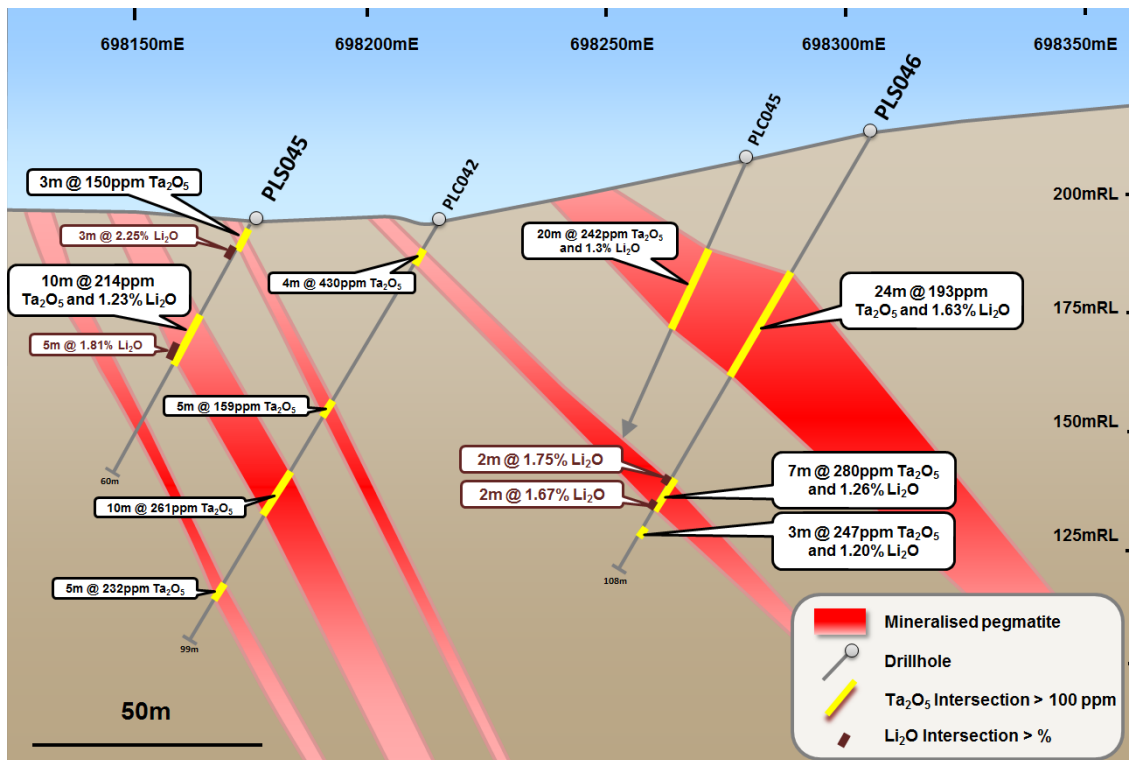 698150mE
698200mE
698250mE
698300mE
698350mE
PLS045
PLC042
PLC045
PLS046
200mRL
175mRL
150mRL
125mRL
3m @ 150ppm Ta₂O₅
3m @ 2.25% Li₂O
10m @ 214ppm
Ta₂O₅ and 1.23% Li₂O
5m @ 1.81% Li₂O
60m
4m @ 430ppm Ta₂O₅
5m @ 159ppm Ta₂O₅
10m @ 261ppm Ta₂O₅
5m @ 232ppm Ta₂O₅
99m
20m @ 242ppm Ta₂O₅
and 1.3% Li₂O
24m @ 193ppm
Ta₂O₅ and 1.63% Li₂O
2m @ 1.75% Li₂O
2m @ 1.67% Li₂O
7m @ 280ppm Ta₂O₅
and 1.26% Li₂O
3m @ 247ppm Ta₂O₅
and 1.20% Li₂O
108m
50m
Mineralised pegmatite
Drillhole
Ta₂O₅ Intersection > 100 ppm
Li₂O Intersection > %